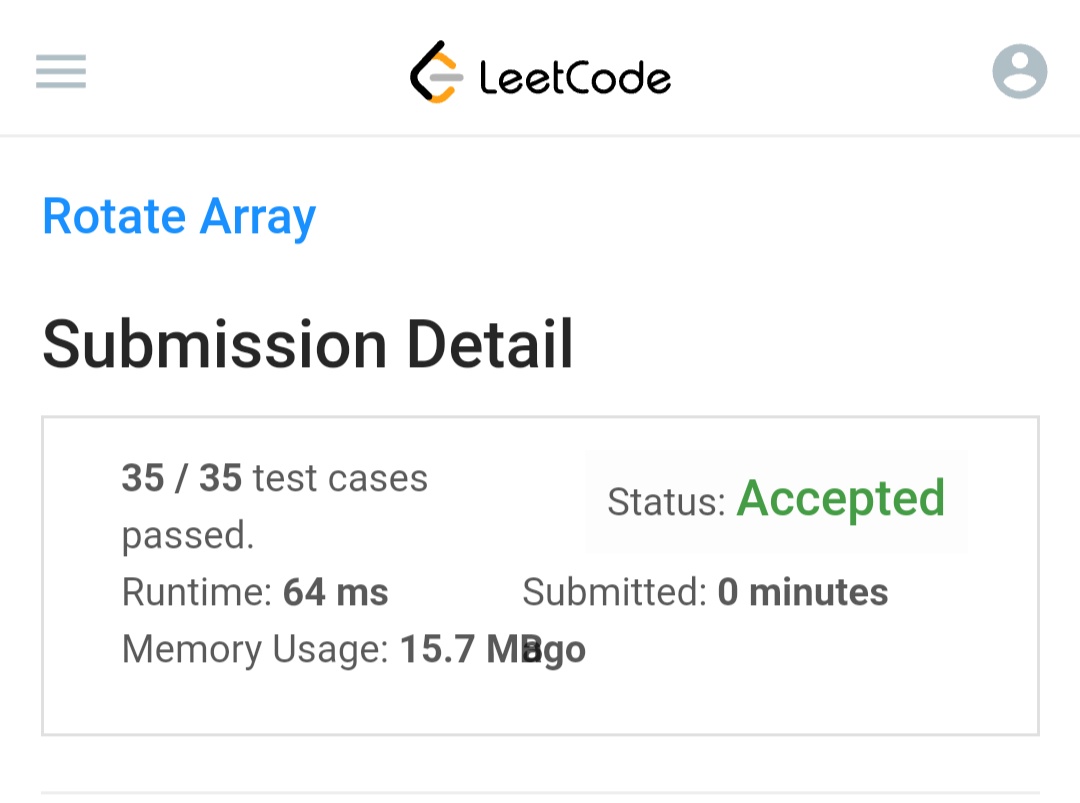 LeetCode
Rotate Array
Submission Detail
35 / 35 test cases
passed.
Status: Accepted
Runtime: 64 ms
Submitted: 0 minutes
Memory Usage: 15.7 MB
ago